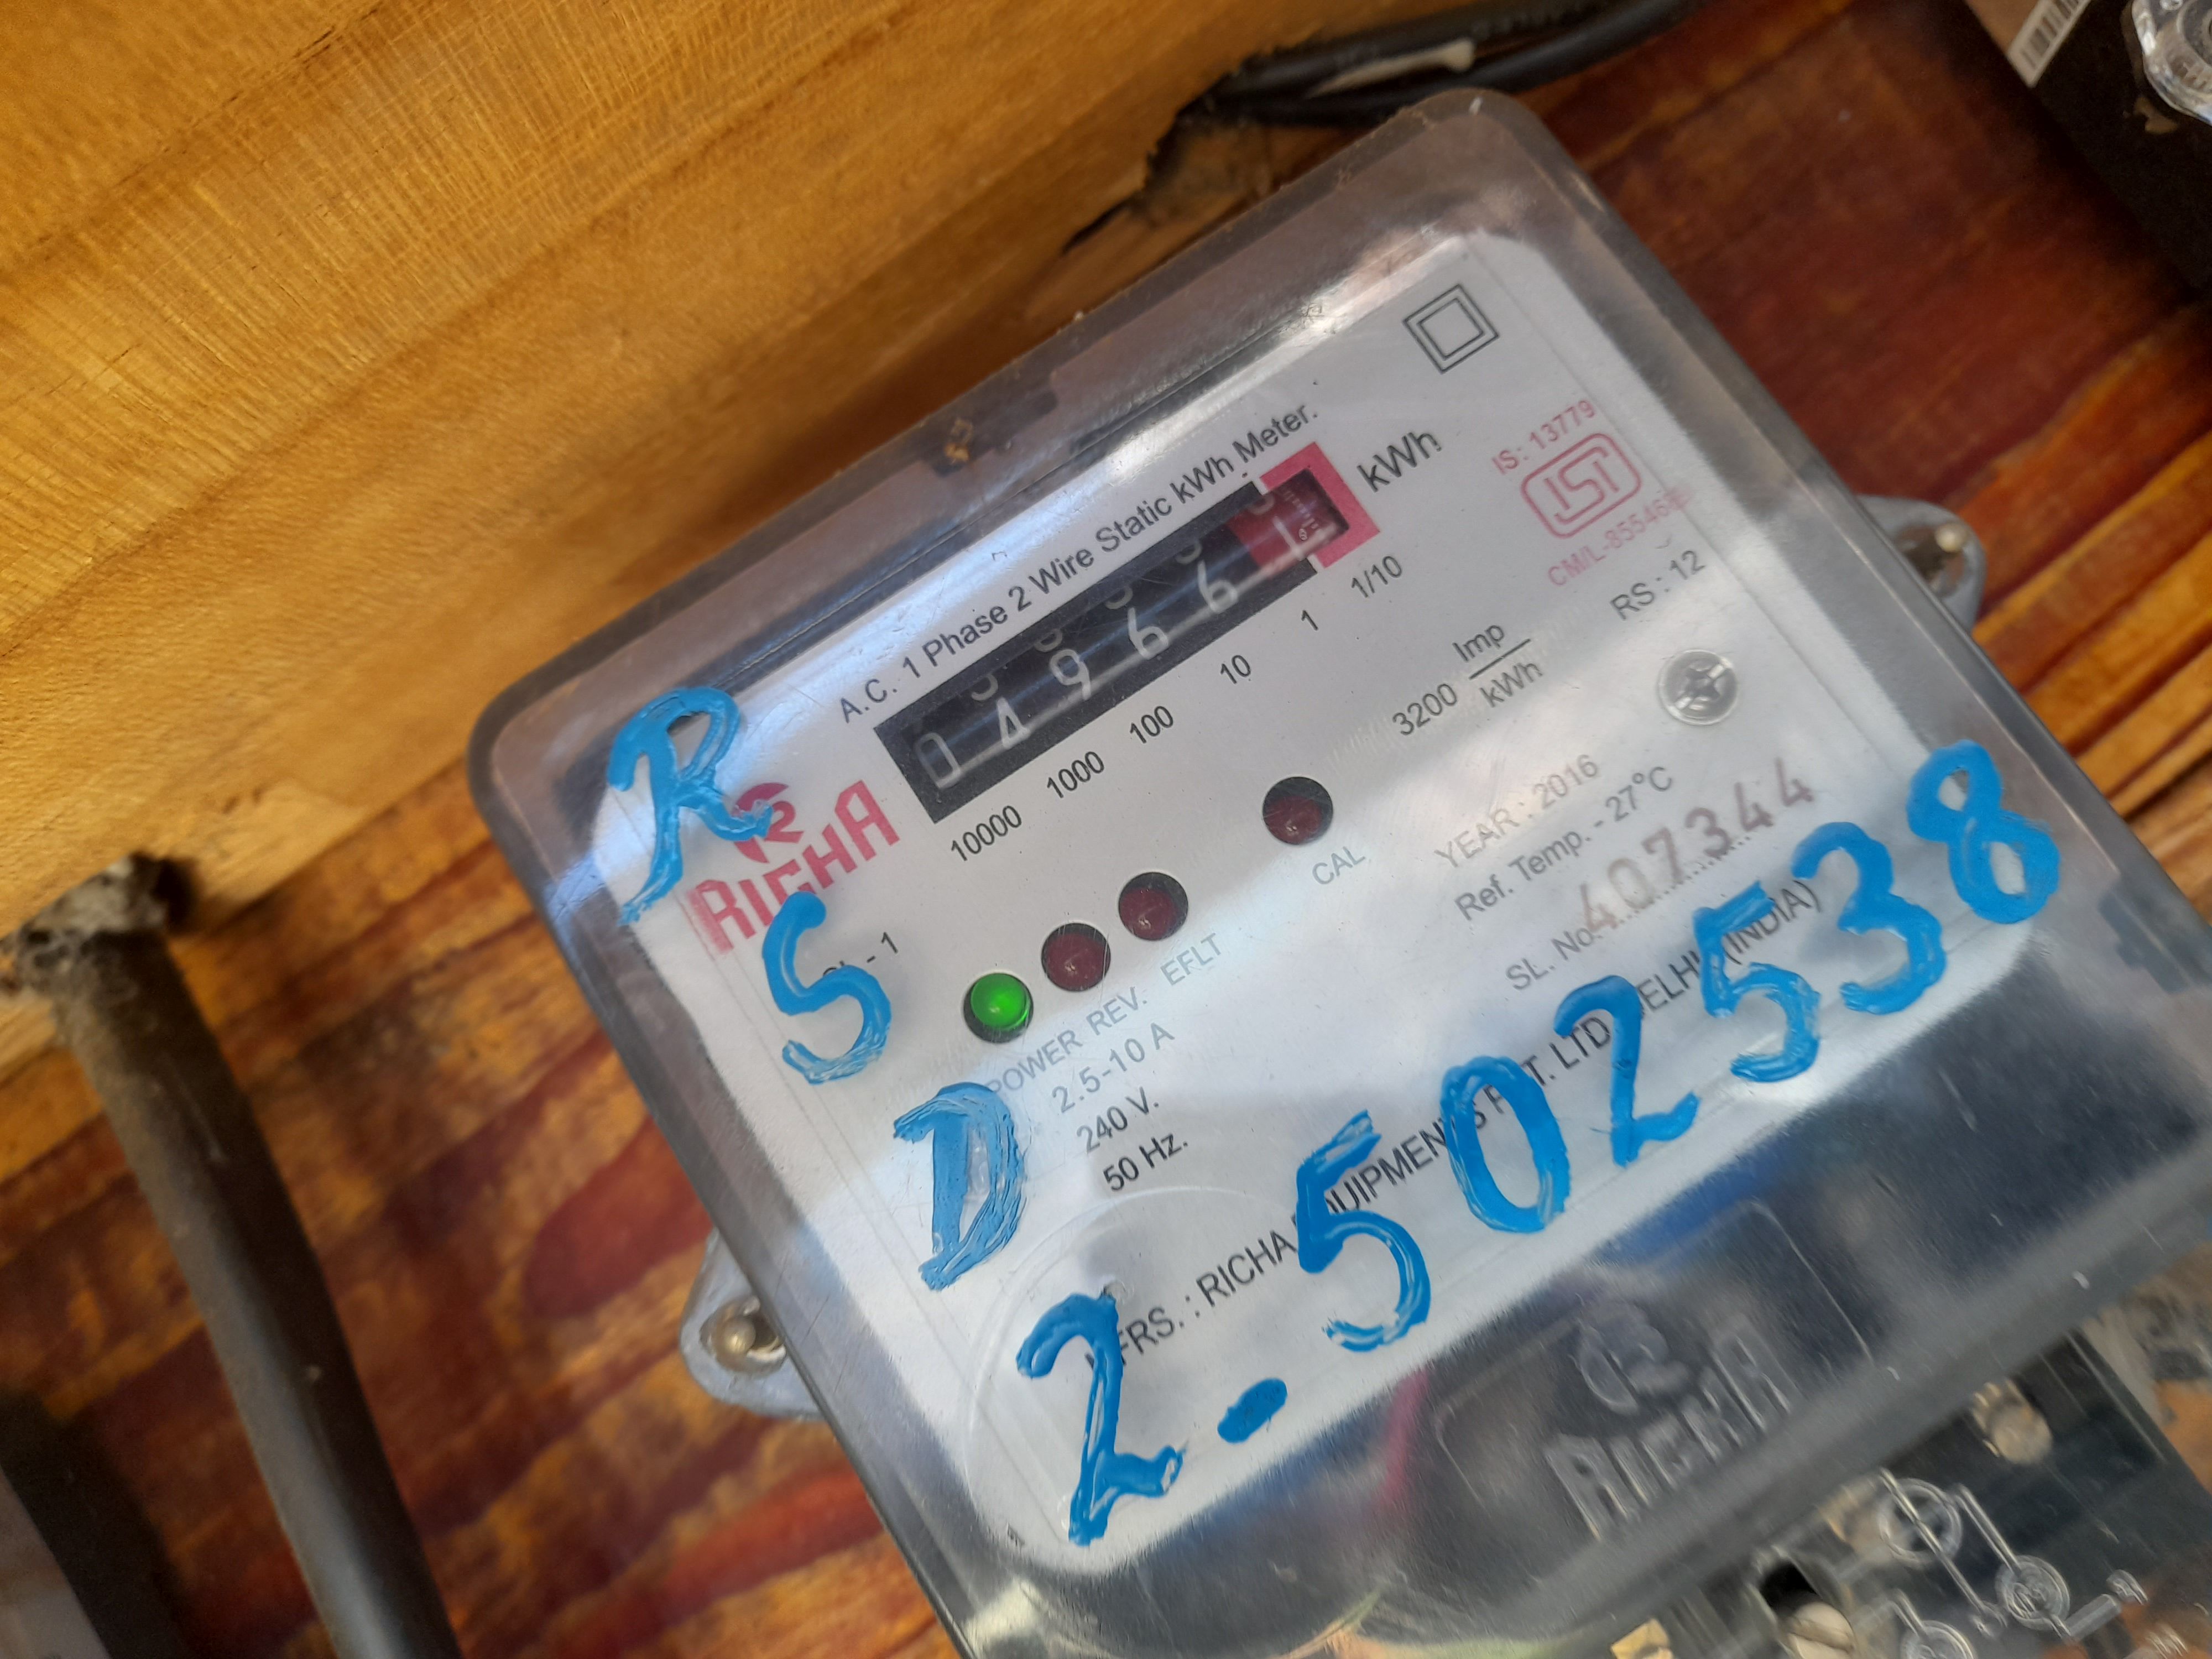 A.C. 1 Phase 2 Wire Static kWh Meter.
0 4 9 6 6 1
kWh
10000 1000 100 10 1 1/10
IS: 13779
ISI
RS : 12
3200 Imp/kWh
R
RICHA
CAL
YEAR : 2016
Ref. Temp. - 27°C
SL. No. 407344
S
- 1
POWER REV. EFLT
2.5-10 A
240 V.
50 Hz.
D
MFRS. : RICHA EQUIPMENTS PVT. LTD. DELHI (INDIA)
2.502538
RICHA